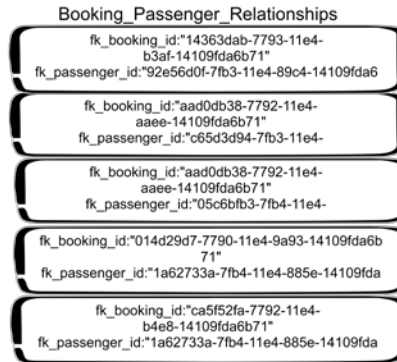 Booking_Passenger_Relationships
fk_booking_id:"14363dab-7793-11e4-
b3af-14109fda6b71"
fk_passenger_id:"92e56d0f-7fb3-11e4-89c4-14109fda6
fk_booking_id:"aad0db38-7792-11e4-
aaee-14109fda6b71"
fk_passenger_id:"c65d3d94-7fb3-11e4-
fk_booking_id:"aad0db38-7792-11e4-
aaee-14109fda6b71"
fk_passenger_id:"05c6bfb3-7fb4-11e4-
fk_booking_id:"014d29d7-7790-11e4-9a93-14109fda6b
71"
fk_passenger_id:"1a62733a-7fb4-11e4-885e-14109fda
fk_booking_id:"ca5f52fa-7792-11e4-
b4e8-14109fda6b71"
fk_passenger_id:"1a62733a-7fb4-11e4-885e-14109fda